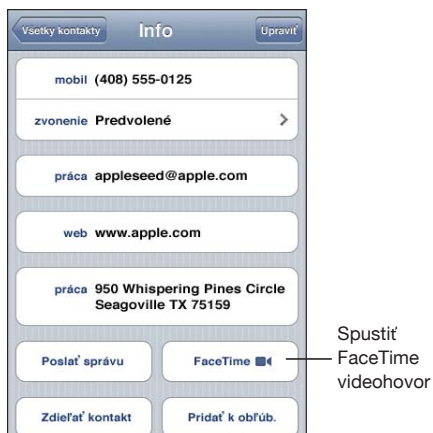 Všetky kontakty
Info
Upraviť
mobil (408) 555-0125
zvonenie Predvolené
práca appleseed@apple.com
web www.apple.com
práca 950 Whispering Pines Circle
Seagoville TX 75159
Poslať správu
FaceTime
Spustiť
FaceTime
videohovor
Zdieľať kontakt
Pridať k obľúb.